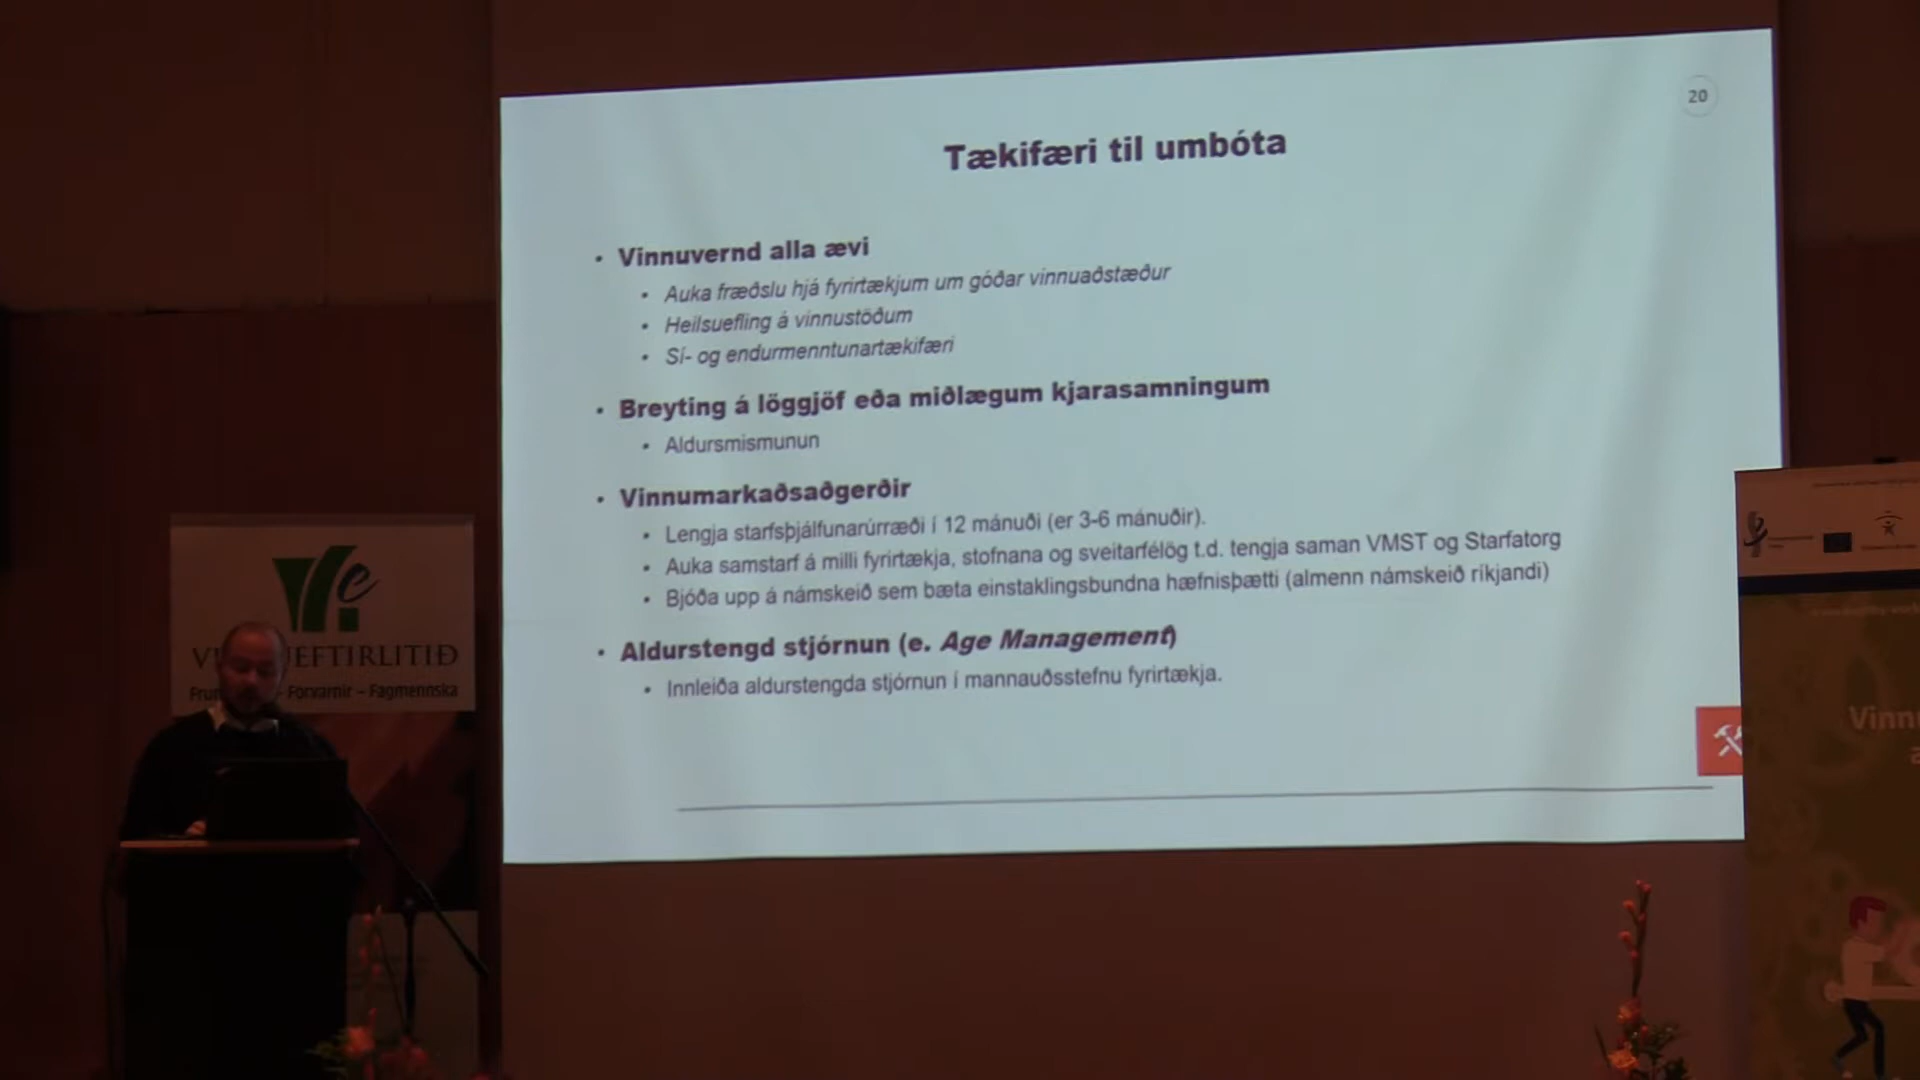 20
Tækifæri til umbóta
• Vinnuvernd alla ævi
• Auka fræðslu hjá fyrirtækjum um góðar vinnuaðstæður
• Heilsuefling á vinnustöðum
• Sí- og endurmenntunartækifæri
• Breyting á löggjöf eða miðlægum kjarasamningum
• Aldursmismunun
• Vinnumarkaðsaðgerðir
• Lengja starfsþjálfunarúrræði í 12 mánuði (er 3-6 mánuðir).
• Auka samstarf á milli fyrirtækja, stofnana og sveitarfélög t.d. tengja saman VMST og Starfatorg
• Bjóða upp á námskeið sem bæta einstaklingsbundna hæfnisþætti (almenn námskeið ríkjandi)
• Aldurstengd stjórnun (e. Age Management)
• Innleiða aldurstengda stjórnun í mannauðsstefnu fyrirtækja.
V EFTIRLITIÐ
Fru - Forvarnir – Fagmennska
Vinn